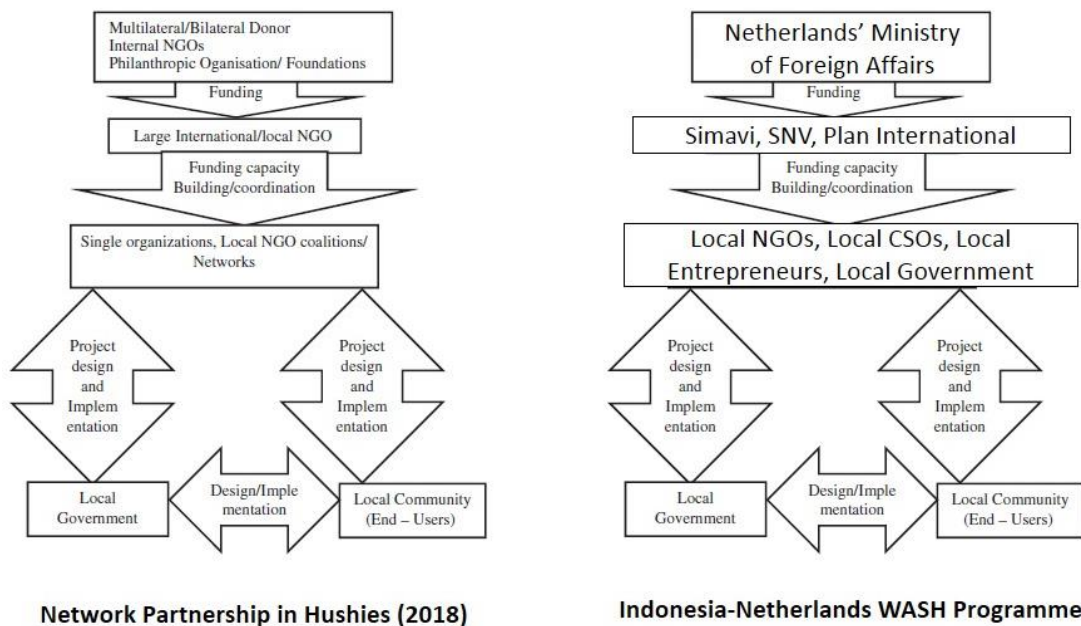 Multilateral/Bilateral Donor
Internal NGOs
Philanthropic Oganisation/ Foundations
Funding
Large International/local NGO
Funding capacity
Building/coordination
Single organizations, Local NGO coalitions/
Networks
Project
design
and
Implem
entation
Project
design
and
Implem
entation
Local
Government
Design/Imple
mentation
Local Community
(End – Users)
Network Partnership in Hushies (2018)
Netherlands' Ministry
of Foreign Affairs
Funding
Simavi, SNV, Plan International
Funding capacity
Building/coordination
Local NGOs, Local CSOs, Local
Entrepreneurs, Local Government
Project
design
and
Implem
entation
Project
design
and
Implem
entation
Local
Government
Design/Imple
mentation
Local Community
(End – Users)
Indonesia-Netherlands WASH Programme